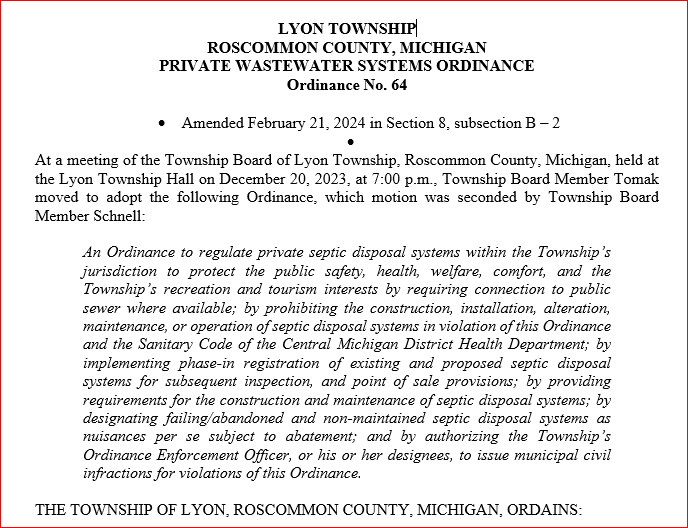 LYON TOWNSHIP
ROSCOMMON COUNTY, MICHIGAN
PRIVATE WASTEWATER SYSTEMS ORDINANCE
Ordinance No. 64
• Amended February 21, 2024 in Section 8, subsection B – 2
•
At a meeting of the Township Board of Lyon Township, Roscommon County, Michigan, held at
the Lyon Township Hall on December 20, 2023, at 7:00 p.m., Township Board Member Tomak
moved to adopt the following Ordinance, which motion was seconded by Township Board
Member Schnell:
An Ordinance to regulate private septic disposal systems within the Township’s
jurisdiction to protect the public safety, health, welfare, comfort, and the
Township’s recreation and tourism interests by requiring connection to public
sewer where available; by prohibiting the construction, installation, alteration,
maintenance, or operation of septic disposal systems in violation of this Ordinance
and the Sanitary Code of the Central Michigan District Health Department; by
implementing phase-in registration of existing and proposed septic disposal
systems for subsequent inspection, and point of sale provisions; by providing
requirements for the construction and maintenance of septic disposal systems; by
designating failing/abandoned and non-maintained septic disposal systems as
nuisances per se subject to abatement; and by authorizing the Township’s
Ordinance Enforcement Officer, or his or her designees, to issue municipal civil
infractions for violations of this Ordinance.
THE TOWNSHIP OF LYON, ROSCOMMON COUNTY, MICHIGAN, ORDAINS: